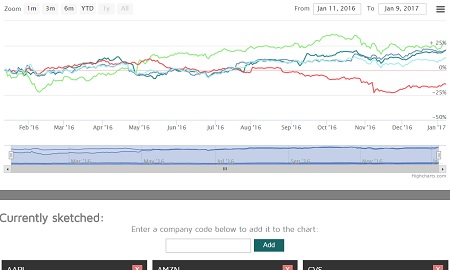 Zoom 1m 3m 6m YTD 1y All From Jan 11, 2016 To Jan 9, 2017
+ 25%
0%
-25%
-50%
Feb '16 Mar '16 Apr '16 May '16 Jun '16 Jul '16 Aug '16 Sep '16 Oct '16 Nov '16 Dec '16 Jan '17
Mar '16 May '16 Jul '16 Sep '16 Nov '16
Highcharts.com
Currently sketched:
Enter a company code below to add it to the chart:
Add
AAPL AMZN CVS